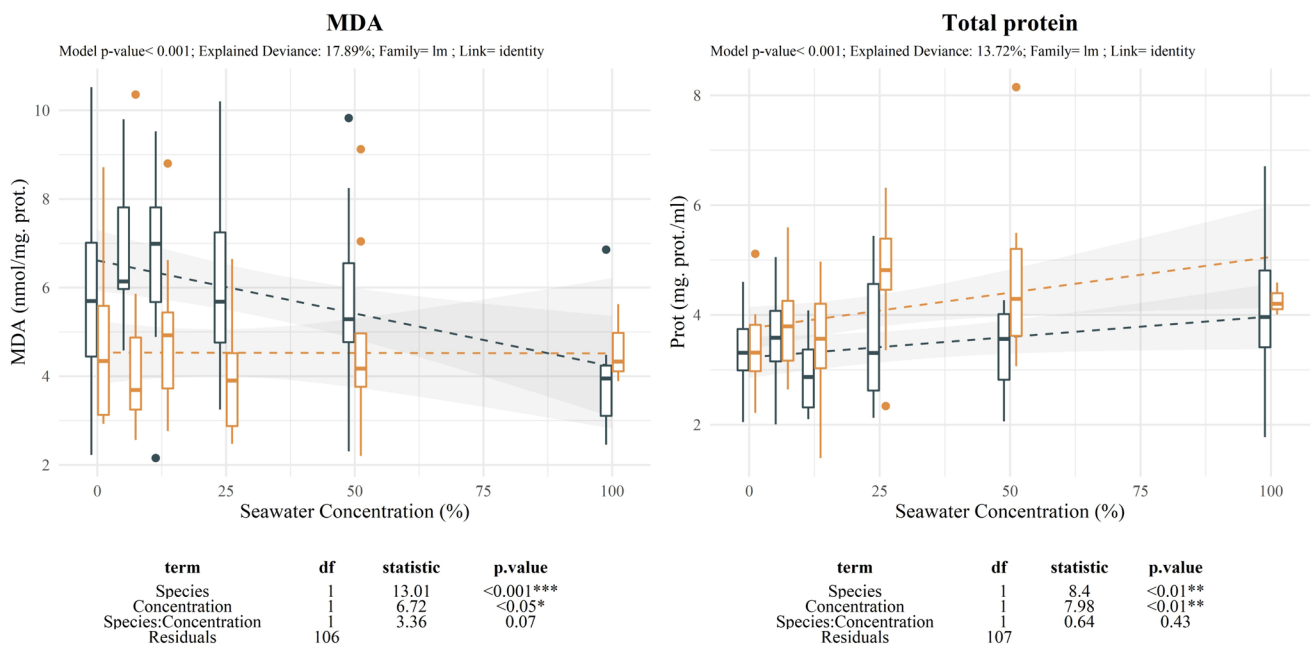 MDA
Model p-value< 0.001; Explained Deviance: 17.89%; Family= lm ; Link= identity
10
8
6
4
2
MDA (nmol/mg. prot.)
0 25 50 75 100
Seawater Concentration (%)
term df statistic p.value
Species 1 13.01 <0.001***
Concentration 1 6.72 <0.05*
Species:Concentration 1 3.36 0.07
Residuals 106
Total protein
Model p-value< 0.001; Explained Deviance: 13.72%; Family= lm ; Link= identity
8
6
4
2
Prot (mg. prot./ml)
0 25 50 75 100
Seawater Concentration (%)
term df statistic p.value
Species 1 8.4 <0.01**
Concentration 1 7.98 <0.01**
Species:Concentration 1 0.64 0.43
Residuals 107